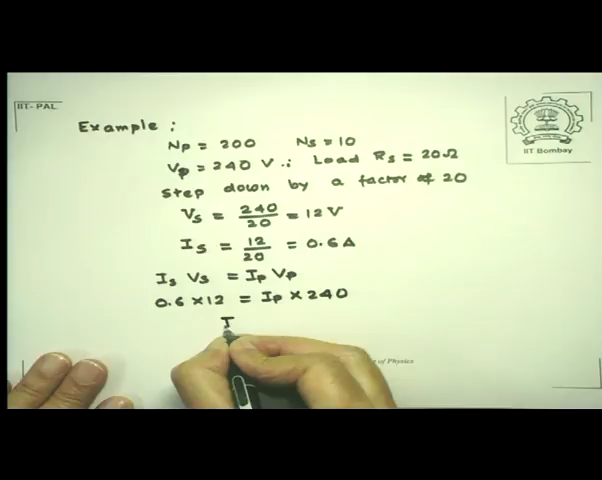 IIT- PAL
Example :
Np = 200 Ns = 10
Vp = 240 V ∴ Load Rs = 20Ω
step down by a factor of 20
Vs = 240/20 = 12 V
Is = 12/20 = 0.6 A
Is Vs = Ip Vp
0.6 × 12 = Ip × 240
I
IIT Bombay
of Physics